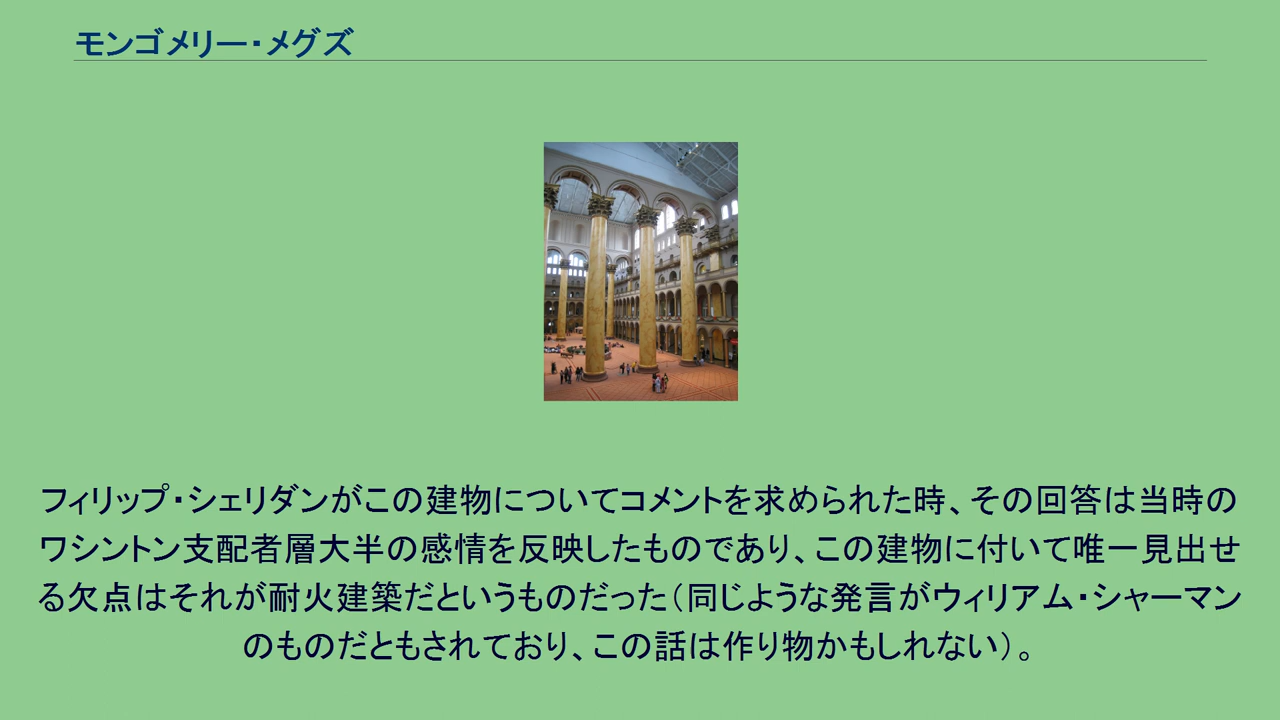 モンゴメリー・メグズ
フィリップ・シェリダンがこの建物についてコメントを求められた時、その回答は当時の
ワシントン支配者層大半の感情を反映したものであり、この建物に付いて唯一見出せ
る欠点はそれが耐火建築だというものだった（同じような発言がウィリアム・シャーマン
のものだともされており、この話は作り物かもしれない）。